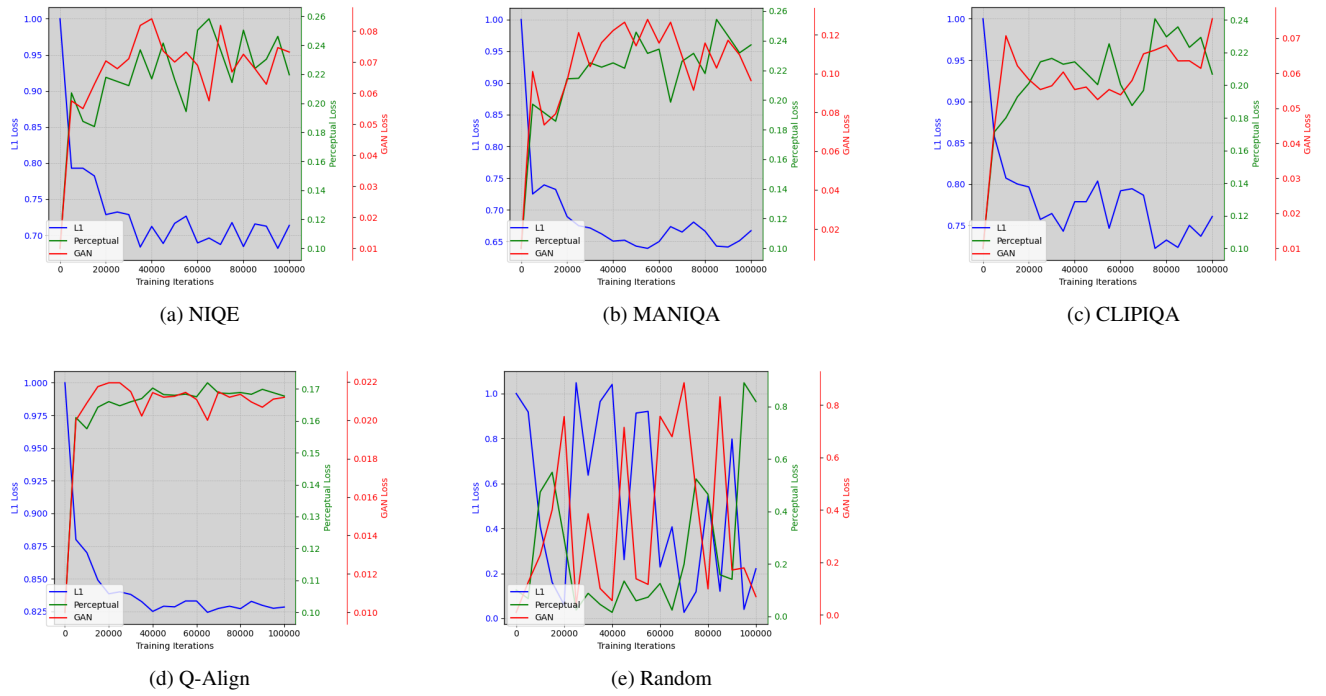 1.00
0.95
0.90
0.85
0.80
0.75
0.70
L1 Loss
0.26
0.24
0.22
0.20
0.18
0.16
0.14
0.12
0.10
Perceptual Loss
0.08
0.07
0.06
0.05
0.04
0.03
0.02
0.01
GAN Loss
L1
Perceptual
GAN
0 20000 40000 60000 80000 100000
Training Iterations
(a) NIQE
1.00
0.95
0.90
0.85
0.80
0.75
0.70
0.65
L1 Loss
0.26
0.24
0.22
0.20
0.18
0.16
0.14
0.12
0.10
Perceptual Loss
0.12
0.10
0.08
0.06
0.04
0.02
GAN Loss
L1
Perceptual
GAN
0 20000 40000 60000 80000 100000
Training Iterations
(b) MANIQA
1.00
0.95
0.90
0.85
0.80
0.75
L1 Loss
0.24
0.22
0.20
0.18
0.16
0.14
0.12
0.10
Perceptual Loss
0.07
0.06
0.05
0.04
0.03
0.02
0.01
GAN Loss
L1
Perceptual
GAN
0 20000 40000 60000 80000 100000
Training Iterations
(c) CLIPIQA
1.000
0.975
0.950
0.925
0.900
0.875
0.850
0.825
L1 Loss
0.17
0.16
0.15
0.14
0.13
0.12
0.11
0.10
Perceptual Loss
0.022
0.020
0.018
0.016
0.014
0.012
0.010
GAN Loss
L1
Perceptual
GAN
0 20000 40000 60000 80000 100000
Training Iterations
(d) Q-Align
1.0
0.8
0.6
0.4
0.2
0.0
L1 Loss
0.8
0.6
0.4
0.2
0.0
Perceptual Loss
0.8
0.6
0.4
0.2
0.0
GAN Loss
L1
Perceptual
GAN
0 20000 40000 60000 80000 100000
Training Iterations
(e) Random